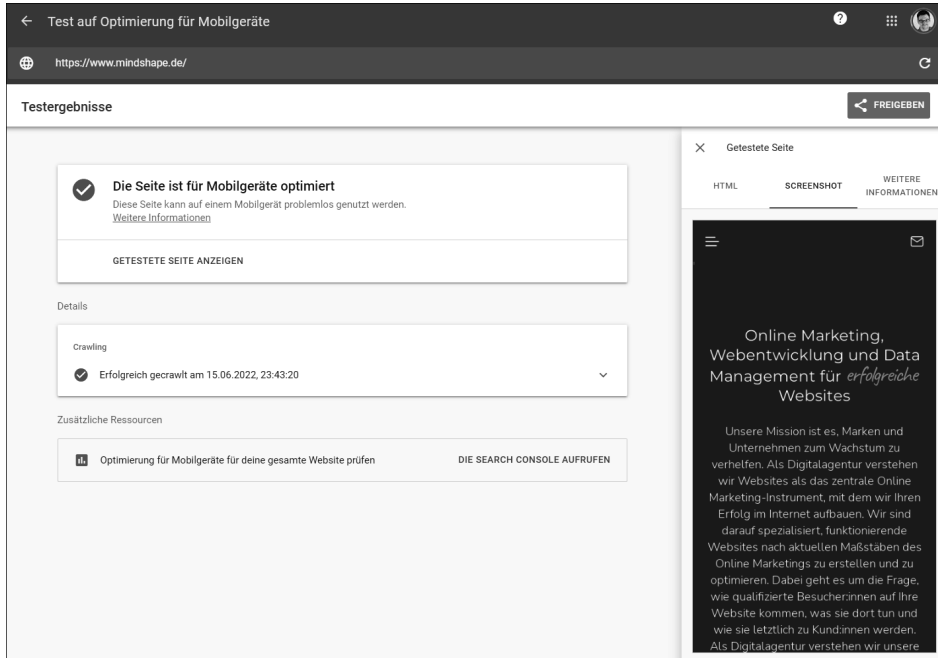 Test auf Optimierung für Mobilgeräte
https://www.mindshape.de/
Testergebnisse
FREIGEBEN
Die Seite ist für Mobilgeräte optimiert
Diese Seite kann auf einem Mobilgerät problemlos genutzt werden.
Weitere Informationen
GETESTETE SEITE ANZEIGEN
Details
Crawling
Erfolgreich gecrawlt am 15.06.2022, 23:43:20
Zusätzliche Ressourcen
Optimierung für Mobilgeräte für deine gesamte Website prüfen
DIE SEARCH CONSOLE AUFRUFEN
Getestete Seite
HTML
SCREENSHOT
WEITERE
INFORMATIONEN
Online Marketing,
Webentwicklung und Data
Management für erfolgreiche
Websites
Unsere Mission ist es, Marken und
Unternehmen zum Wachstum zu
verhelfen. Als Digitalagentur verstehen
wir Websites als das zentrale Online
Marketing-Instrument, mit dem wir Ihren
Erfolg im Internet aufbauen. Wir sind
darauf spezialisiert, funktionierende
Websites nach aktuellen Maßstäben des
Online Marketings zu erstellen und zu
optimieren. Dabei geht es um die Frage,
wie qualifizierte Besucher:innen auf Ihre
Website kommen, was sie dort tun und
wie sie letztlich zu Kund:innen werden.
Als Digitalagentur verstehen wir unsere